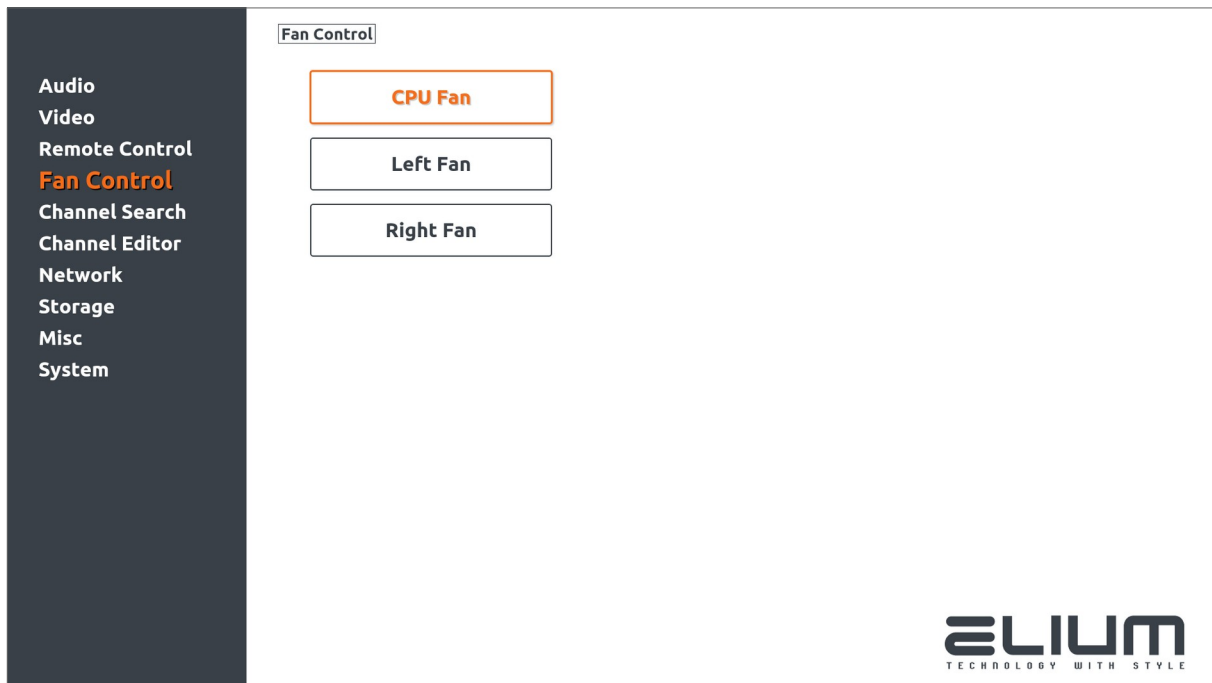 Fan Control
Audio
Video
Remote Control
Fan Control
Channel Search
Channel Editor
Network
Storage
Misc
System
CPU Fan
Left Fan
Right Fan
ELIUM
TECHNOLOGY WITH STYLE